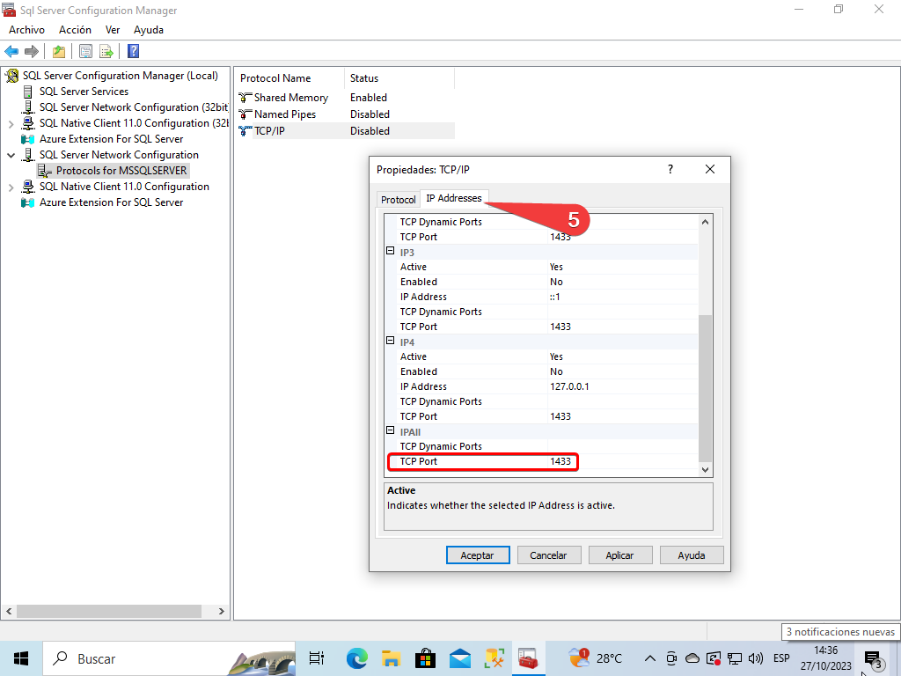 Sql Server Configuration Manager
Archivo Acción Ver Ayuda
SQL Server Configuration Manager (Local)
SQL Server Services
SQL Server Network Configuration (32bit
SQL Native Client 11.0 Configuration (32
Azure Extension For SQL Server
SQL Server Network Configuration
Protocols for MSSQLSERVER
SQL Native Client 11.0 Configuration
Azure Extension For SQL Server
Protocol Name Status
Shared Memory Enabled
Named Pipes Disabled
TCP/IP Disabled
Propiedades: TCP/IP
Protocol IP Addresses
5
TCP Dynamic Ports
TCP Port 1433
IP3
Active Yes
Enabled No
IP Address ::1
TCP Dynamic Ports
TCP Port 1433
IP4
Active Yes
Enabled No
IP Address 127.0.0.1
TCP Dynamic Ports
TCP Port 1433
IPAll
TCP Dynamic Ports
TCP Port 1433
Active
Indicates whether the selected IP Address is active.
Aceptar Cancelar Aplicar Ayuda
3 notificaciones nuevas
Buscar
28°C
ESP
14:36
27/10/2023
3